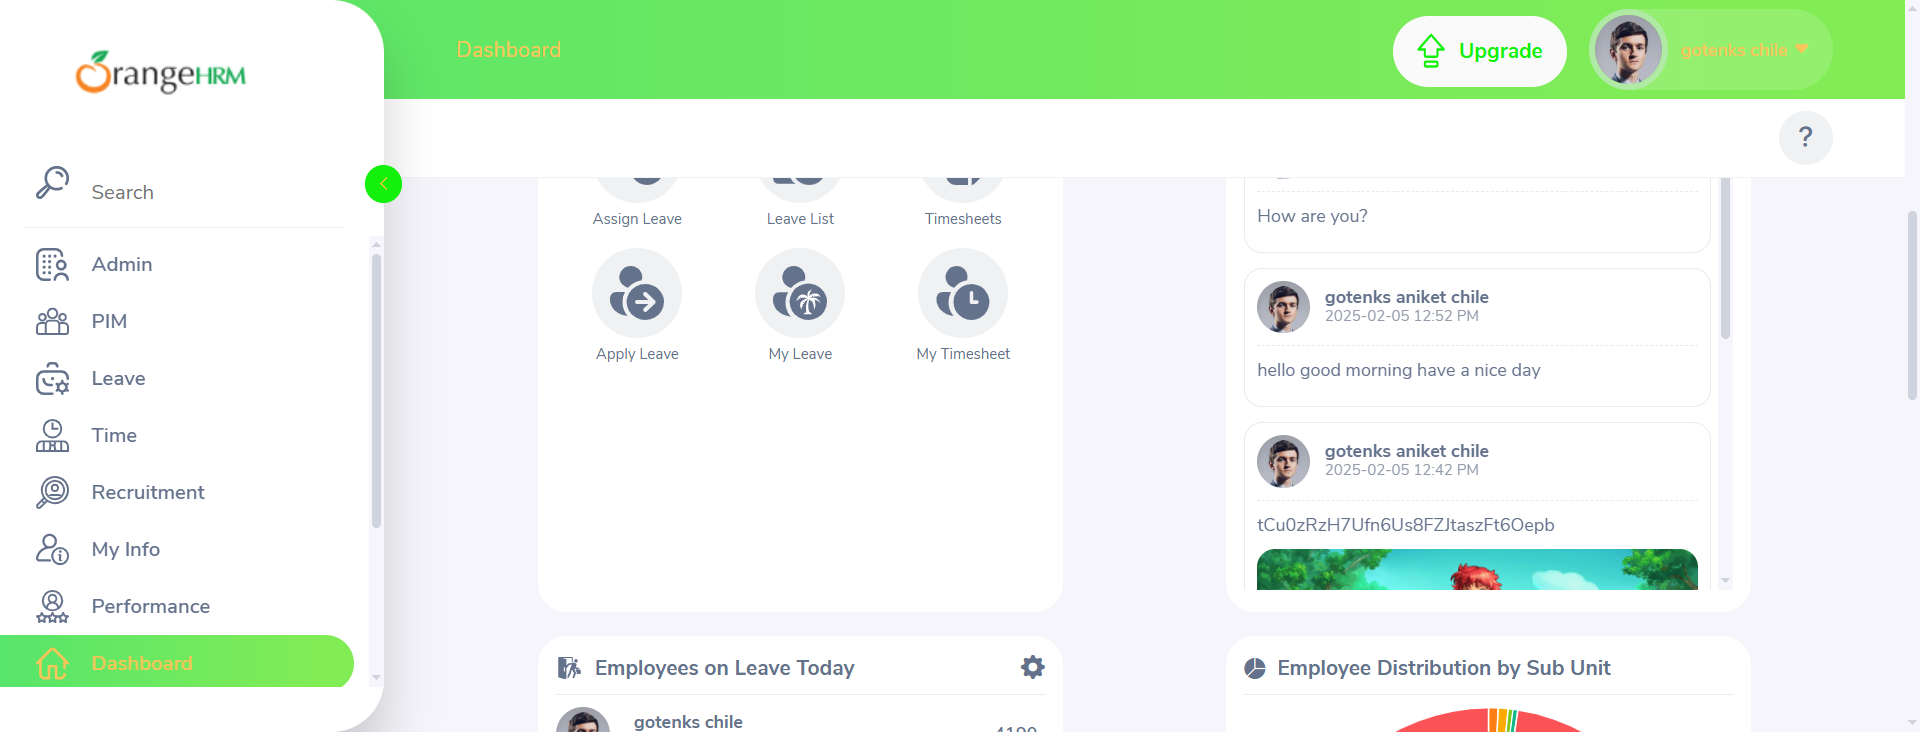 OrangeHRM
Dashboard
Upgrade
gotenks chile
?
Search
Admin
PIM
Leave
Time
Recruitment
My Info
Performance
Dashboard
Assign Leave
Leave List
Timesheets
Apply Leave
My Leave
My Timesheet
How are you?
gotenks aniket chile
2025-02-05 12:52 PM
hello good morning have a nice day
gotenks aniket chile
2025-02-05 12:42 PM
tCu0zRzH7Ufn6Us8FZJtaszFt6Oepb
Employees on Leave Today
gotenks chile
Employee Distribution by Sub Unit